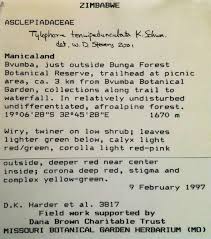 ZIMBABWE
ASCLEPIADACEAE
Tylophora tenuipedunculata K. Schum.
det. W. D. Stevens 2001
Manicaland
Bvumba, just outside Bunga Forest
Botanical Reserve, trailhead at picnic
area, ca. 3 km from Bvumba Botanical
Garden, collections along trail to
waterfall. In relatively undisturbed
undifferentiated, afroalpine forest.
19°06'28"S 32°45'28"E 1670 m
Wiry, twiner on low shrub; leaves
lighter green below, calyx light
red/green, corolla light red-pink
outside, deeper red near center
inside; corona deep red, stigma and
complex yellow-green.
9 February 1997
D.K. Harder et al. 3817
Field work supported by
Dana Brown Charitable Trust
MISSOURI BOTANICAL GARDEN HERBARIUM (MO)